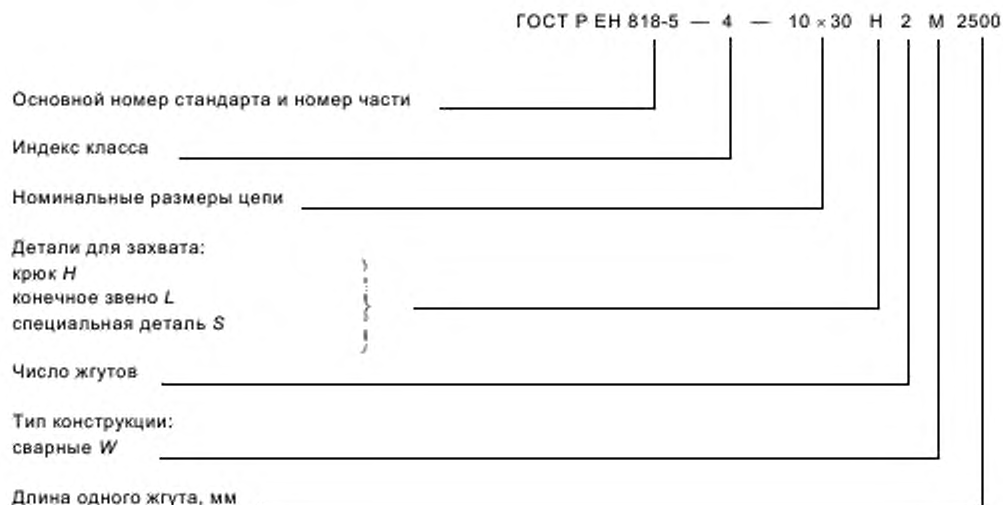 ГОСТ Р ЕН 818-5 — 4 — 10 × 30 Н 2 М 2500
Основной номер стандарта и номер части
Индекс класса
Номинальные размеры цепи
Детали для захвата:
крюк H
конечное звено L
специальная деталь S
Число жгутов
Тип конструкции:
сварные W
Длина одного жгута, мм